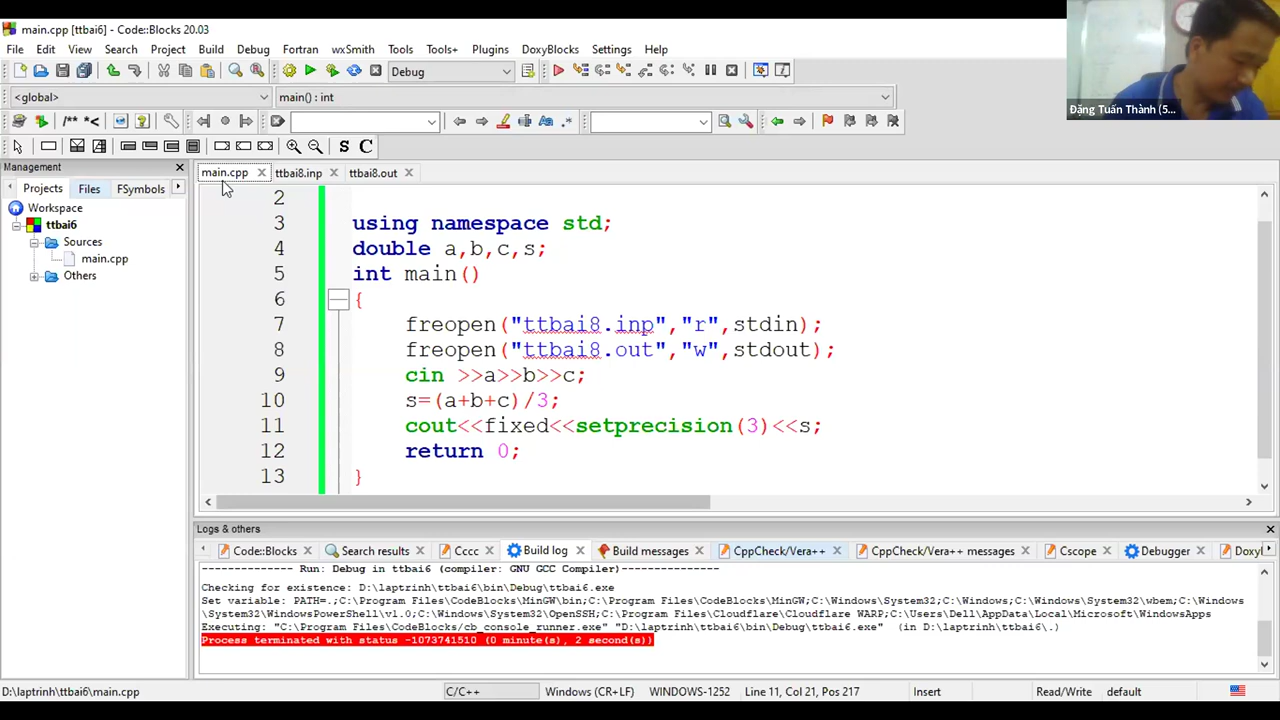 main.cpp [ttbai6] - Code::Blocks 20.03
File Edit View Search Project Build Debug Fortran wxSmith Tools Tools+ Plugins DoxyBlocks Settings Help
Debug
<global>
main() : int
/** *<
Aa .*
S C
Đặng Tuấn Thành (5...
Management
Projects Files FSymbols
Workspace
ttbai6
Sources
main.cpp
Others
main.cpp ttbai8.inp ttbai8.out
2
3 using namespace std;
4 double a,b,c,s;
5 int main()
6 {
7 freopen("ttbai8.inp","r",stdin);
8 freopen("ttbai8.out","w",stdout);
9 cin >>a>>b>>c;
10 s=(a+b+c)/3;
11 cout<<fixed<<setprecision(3)<<s;
12 return 0;
13 }
Logs & others
Code::Blocks Search results Cccc Build log Build messages CppCheck/Vera++ CppCheck/Vera++ messages Cscope Debugger Doxyl
-------------- Run: Debug in ttbai6 (compiler: GNU GCC Compiler)---------------
Checking for existence: D:\laptrinh\ttbai6\bin\Debug\ttbai6.exe
Set variable: PATH=.;C:\Program Files\CodeBlocks\MinGW\bin;C:\Program Files\CodeBlocks\MinGW;C:\Windows\System32;C:\Windows;C:\Windows\System32\wbem;C:\Windows
\System32\WindowsPowerShell\v1.0;C:\Windows\System32\OpenSSH;C:\Program Files\Cloudflare\Cloudflare WARP;C:\Users\Dell\AppData\Local\Microsoft\WindowsApps
Executing: "C:\Program Files\CodeBlocks/cb_console_runner.exe" "D:\laptrinh\ttbai6\bin\Debug\ttbai6.exe" (in D:\laptrinh\ttbai6\.)
Process terminated with status -1073741510 (0 minute(s), 2 second(s))
D:\laptrinh\ttbai6\main.cpp C/C++ Windows (CR+LF) WINDOWS-1252 Line 11, Col 21, Pos 217 Insert Read/Write default